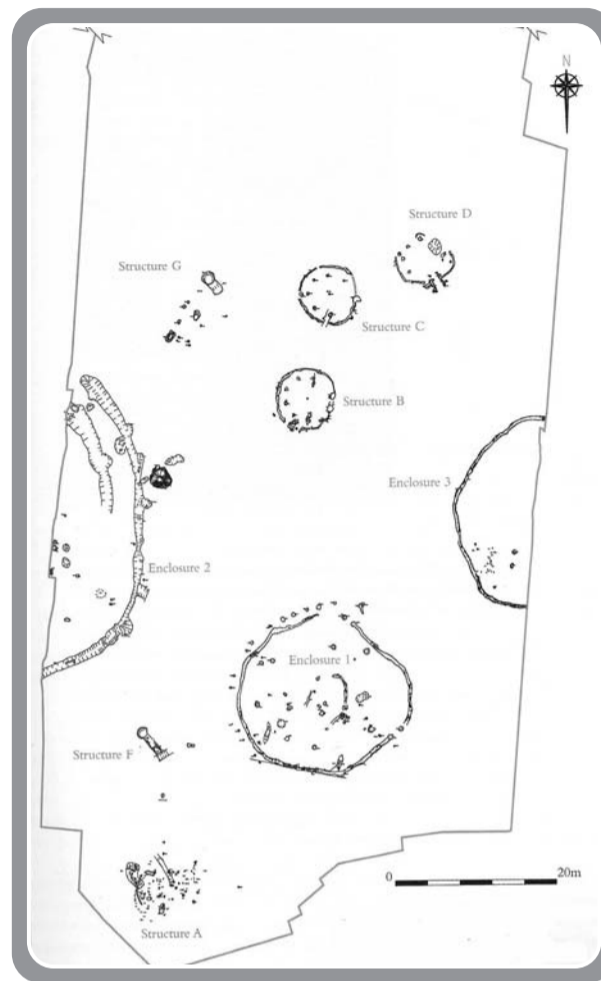 N
Structure D
Structure G
Structure C
Structure B
Enclosure 3
Enclosure 2
Enclosure 1
Structure F
0 20m
Structure A